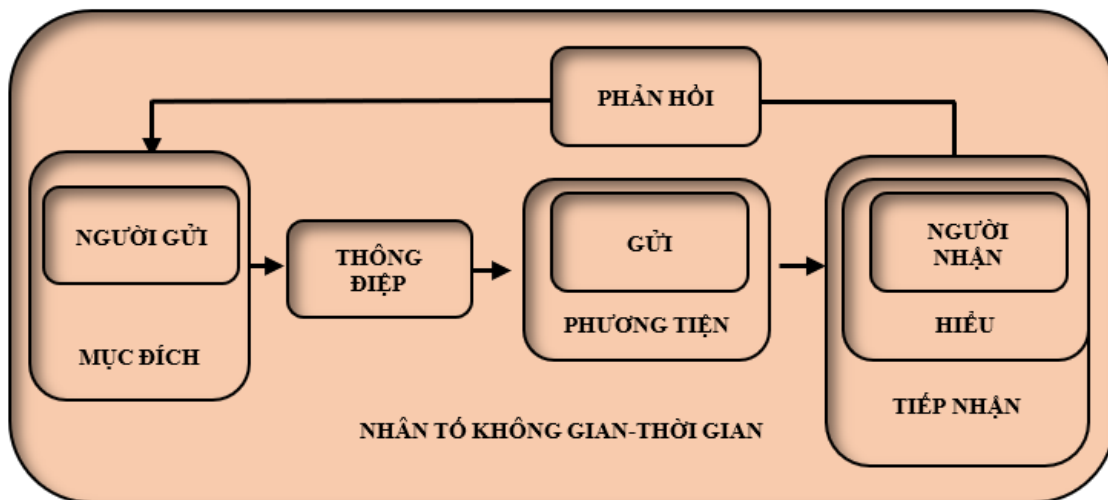 PHẢN HỒI
NGƯỜI GỬI
MỤC ĐÍCH
THÔNG
ĐIỆP
GỬI
PHƯƠNG TIỆN
NGƯỜI
NHẬN
HIỂU
TIẾP NHẬN
NHÂN TỐ KHÔNG GIAN-THỜI GIAN